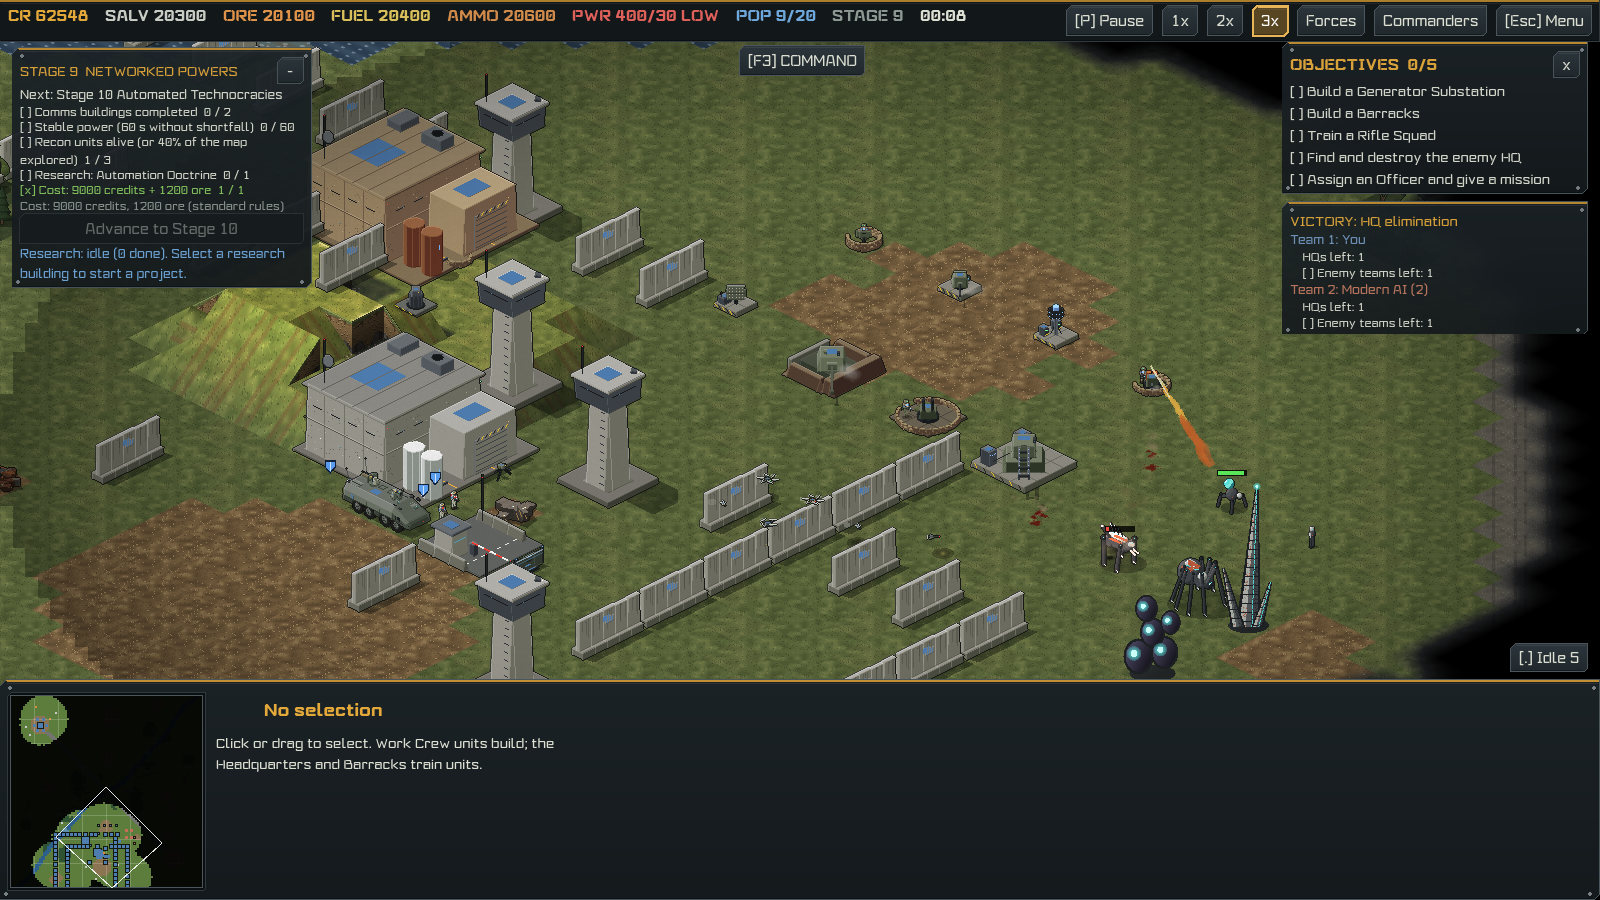 CR 62548 SALV 20300 ORE 20100 FUEL 20400 AMMO 20600 PWR 400/30 LOW POP 9/20 STAGE 9 00:08
[P] Pause 1x 2x 3x Forces Commanders [Esc] Menu
[F3] COMMAND
STAGE 9 NETWORKED POWERS -
Next: Stage 10 Automated Technocracies
[ ] Comms buildings completed 0 / 2
[ ] Stable power (60 s without shortfall) 0 / 60
[ ] Recon units alive (or 40% of the map
explored) 1 / 3
[ ] Research: Automation Doctrine 0 / 1
[x] Cost: 9000 credits + 1200 ore 1 / 1
Cost: 9000 credits, 1200 ore (standard rules)
Advance to Stage 10
Research: idle (0 done). Select a research
building to start a project.
OBJECTIVES 0/5 x
[ ] Build a Generator Substation
[ ] Build a Barracks
[ ] Train a Rifle Squad
[ ] Find and destroy the enemy HQ
[ ] Assign an Officer and give a mission
VICTORY: HQ elimination
Team 1: You
HQs left: 1
[ ] Enemy teams left: 1
Team 2: Modern AI (2)
HQs left: 1
[ ] Enemy teams left: 1
[.] Idle 5
No selection
Click or drag to select. Work Crew units build; the
Headquarters and Barracks train units.